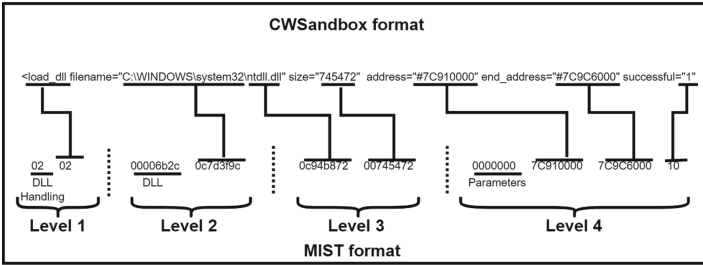 CWSandbox format
<load_dll filename="C:\WINDOWS\system32\ntdll.dll" size="745472" address="#7C910000" end_address="#7C9C6000" successful="1"
02 02 00006b2c 0c7d3f9c 0c94b872 00745472 0000000 7C910000 7C9C6000 10
DLL DLL Parameters
Handling
Level 1 Level 2 Level 3 Level 4
MIST format